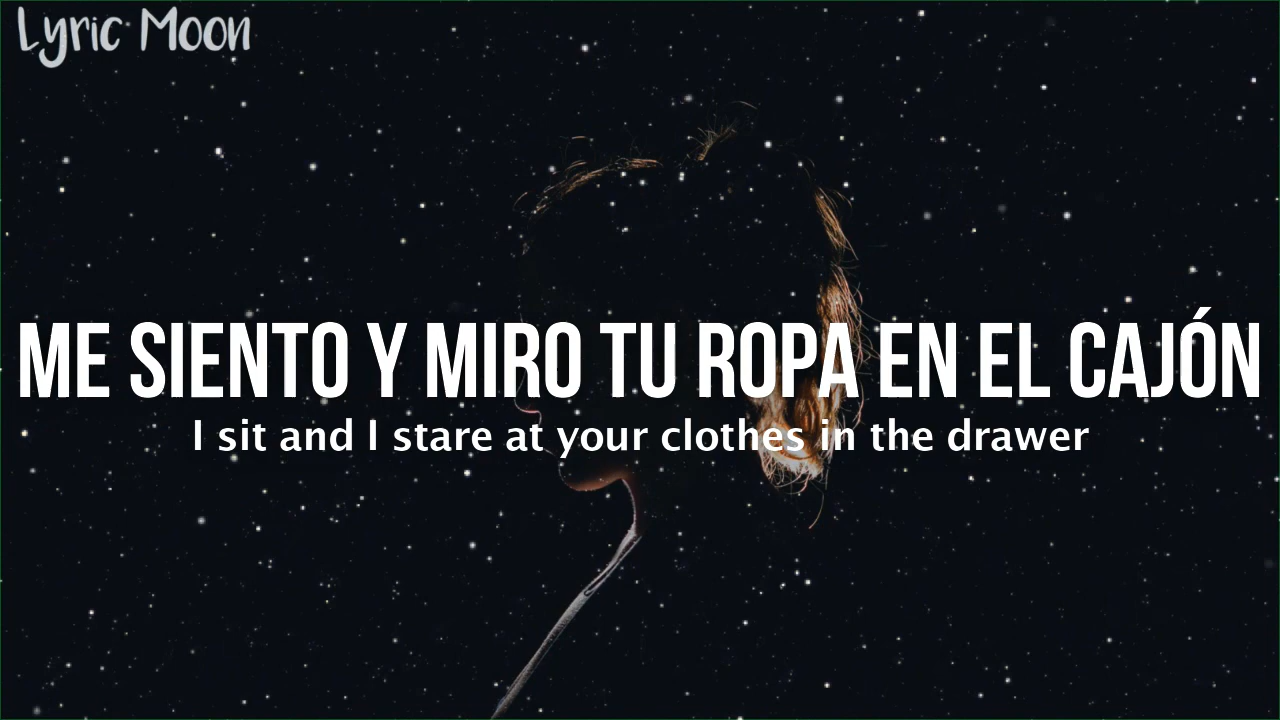 Lyric Moon
ME SIENTO Y MIRO TU ROPA EN EL CAJÓN
I sit and I stare at your clothes in the drawer